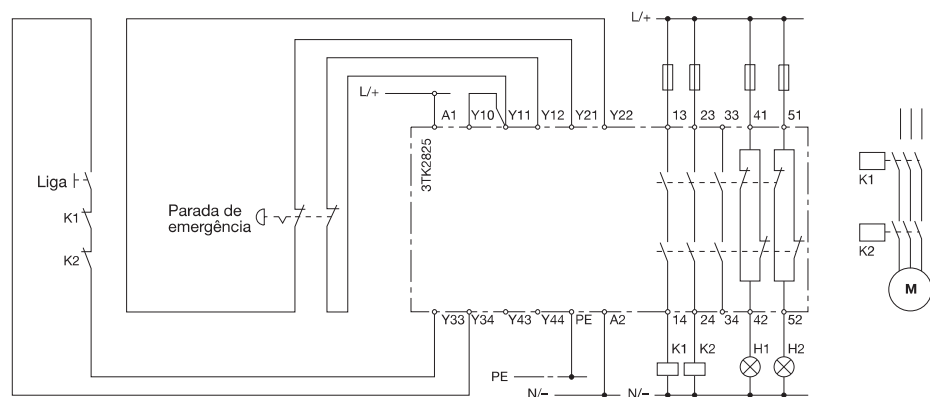 L/+
L/+
A1 Y10 Y11 Y12 Y21 Y22 13 23 33 41 51
3TK2825
Liga
K1
K2
Parada de
emergência
K1
K2
M
Y33 Y34 Y43 Y44 PE A2 14 24 34 42 52
K1 K2 H1 H2
PE
N/– N/–